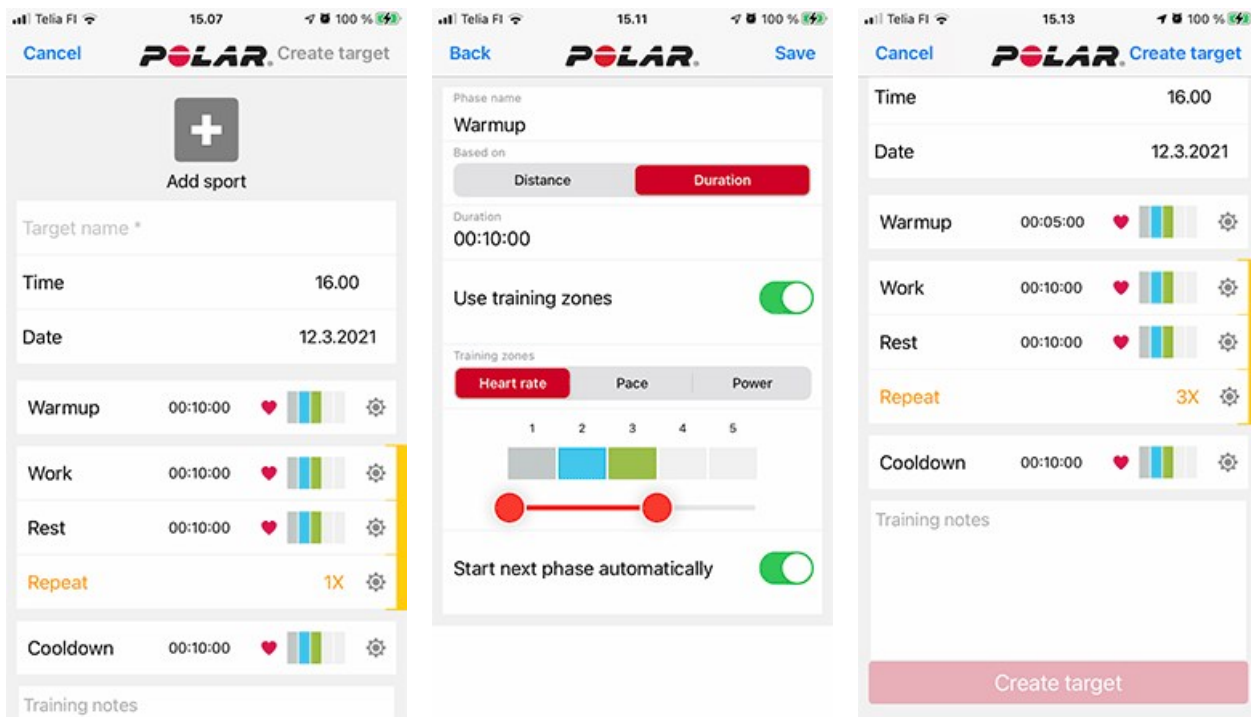 Telia FI 15.07 100 %
Cancel POLAR. Create target
Add sport
Target name *
Time 16.00
Date 12.3.2021
Warmup 00:10:00
Work 00:10:00
Rest 00:10:00
Repeat 1X
Cooldown 00:10:00
Training notes
Telia FI 15.11 100 %
Back POLAR. Save
Phase name
Warmup
Based on
Distance Duration
Duration
00:10:00
Use training zones
Training zones
Heart rate Pace Power
1 2 3 4 5
Start next phase automatically
Telia FI 15.13 100 %
Cancel POLAR. Create target
Time 16.00
Date 12.3.2021
Warmup 00:05:00
Work 00:10:00
Rest 00:10:00
Repeat 3X
Cooldown 00:10:00
Training notes
Create target